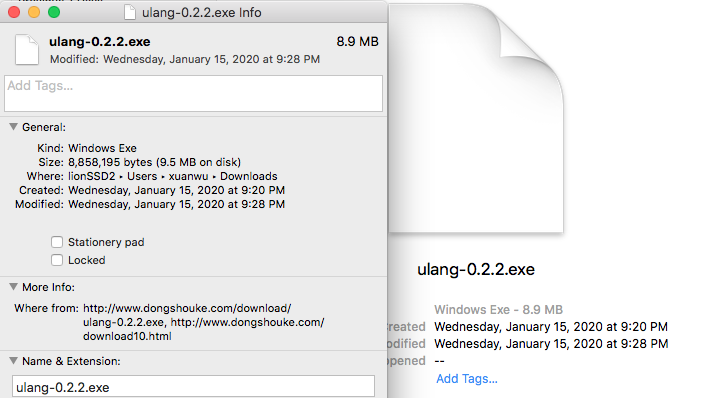 ulang-0.2.2.exe Info
ulang-0.2.2.exe 8.9 MB
Modified: Wednesday, January 15, 2020 at 9:28 PM
Add Tags...
General:
Kind: Windows Exe
Size: 8,858,195 bytes (9.5 MB on disk)
Where: lionSSD2 ‣ Users ‣ xuanwu ‣ Downloads
Created: Wednesday, January 15, 2020 at 9:20 PM
Modified: Wednesday, January 15, 2020 at 9:28 PM
Stationery pad
Locked
More Info:
Where from: http://www.dongshouke.com/download/
ulang-0.2.2.exe, http://www.dongshouke.com/
download10.html
Name & Extension:
ulang-0.2.2.exe
ulang-0.2.2.exe
Windows Exe - 8.9 MB
Created Wednesday, January 15, 2020 at 9:20 PM
odified Wednesday, January 15, 2020 at 9:28 PM
opened --
Add Tags...